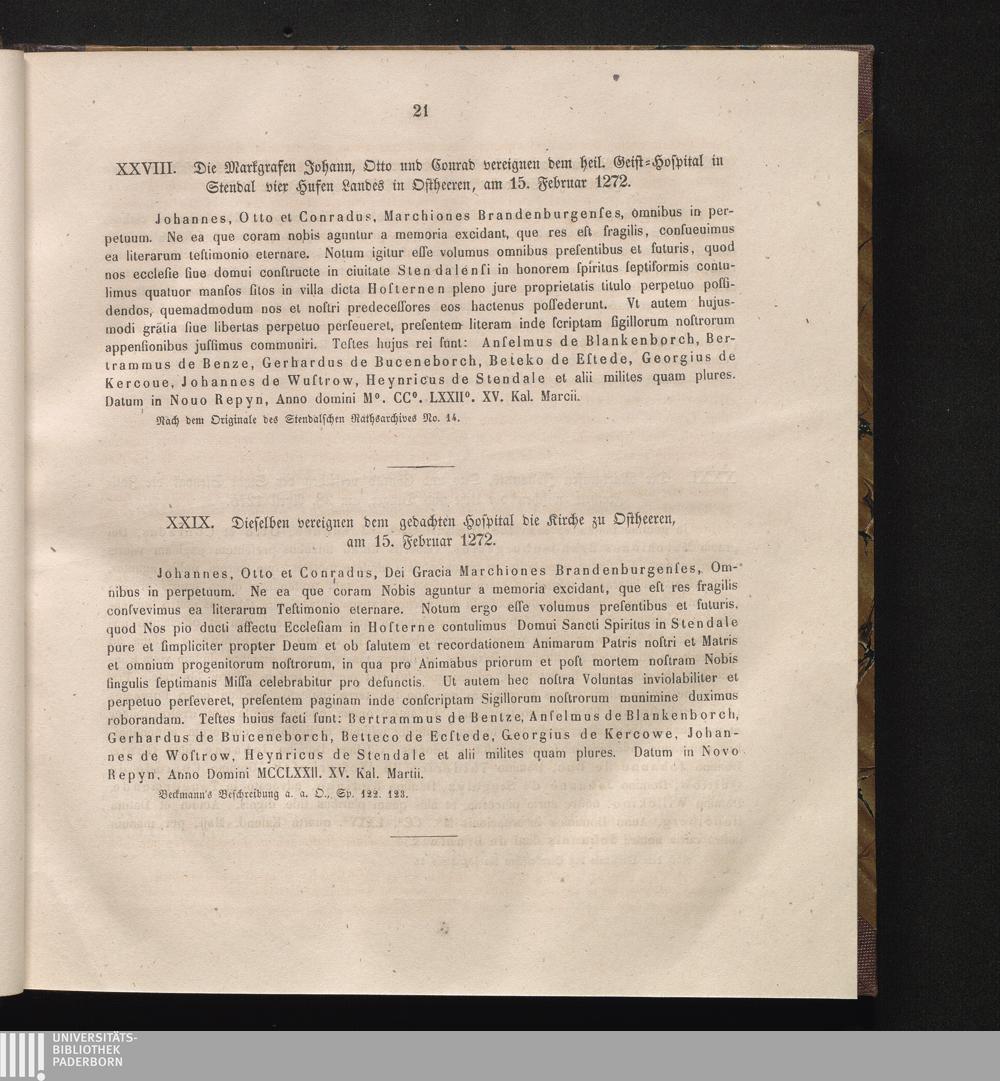 21
XXVIII. Die Markgrafen Johann, Otto und Conrad vereignen dem heil. Geist-Hospital in
Stendal vier Hufen Landes in Ostheeren, am 15. Februar 1272.
Johannes, Otto et Conradus, Marchiones Brandenburgenſes, omnibus in per-
petuum. Ne ea que coram nobis aguntur a memoria excidant, que res eſt fragilis, conſueuimus
ea literarum teſtimonio eternare. Notum igitur eſſe volumus omnibus preſentibus et futuris, quod
nos eccleſie ſiue domui conſtructe in ciuitate Stendalenſi in honorem ſpiritus ſeptiformis contu-
limus quatuor manſos ſitos in villa dicta Hoſternen pleno jure proprietatis titulo perpetuo poſſi-
dendos, quemadmodum nos et noſtri predeceſſores eos hactenus poſſederunt. Vt autem hujus-
modi gratia ſiue libertas perpetuo perſeueret, preſentem literam inde ſcriptam ſigillorum noſtrorum
appenſionibus juſſimus communiri. Teſtes hujus rei ſunt: Anſelmus de Blankenborch, Ber-
trammus de Benze, Gerhardus de Buceneborch, Beteko de Eſtede, Georgius de
Kercoue, Johannes de Wuſtrow, Heynricus de Stendale et alii milites quam plures.
Datum in Nouo Repyn, Anno domini Mº. CCº. LXXIIº. XV. Kal. Marcii.
Nach dem Originale des Stendalschen Rathsarchives No. 14.
XXIX. Dieselben vereignen dem gedachten Hospital die Kirche zu Ostheeren,
am 15. Februar 1272.
Johannes, Otto et Conradus, Dei Gracia Marchiones Brandenburgenſes, Om-
nibus in perpetuum. Ne ea que coram Nobis aguntur a memoria excidant, que eſt res fragilis
conſvevimus ea literarum Teſtimonio eternare. Notum ergo eſſe volumus preſentibus et futuris,
quod Nos pio ducti affectu Eccleſiam in Hoſterne contulimus Domui Sancti Spiritus in Stendale
pure et ſimpliciter propter Deum et ob ſalutem et recordationem Animarum Patris noſtri et Matris
et omnium progenitorum noſtrorum, in qua pro Animabus priorum et poſt mortem noſtram Nobis
ſingulis ſeptimanis Miſſa celebrabitur pro defunctis. Ut autem hec noſtra Voluntas inviolabiliter et
perpetuo perſeveret, preſentem paginam inde conſcriptam Sigillorum noſtrorum munimine duximus
roborandam. Teſtes huius facti ſunt: Bertrammus de Bentze, Anſelmus de Blankenborch,
Gerhardus de Buiceneborch, Betteco de Ecſtede, Georgius de Kercowe, Johan-
nes de Woſtrow, Heynricus de Stendale et alii milites quam plures. Datum in Novo
Repyn, Anno Domini MCCLXXII. XV. Kal. Martii.
Beckmann's Beschreibung a. a. O., Sp. 122. 123.
UNIVERSITÄTS-
BIBLIOTHEK
PADERBORN